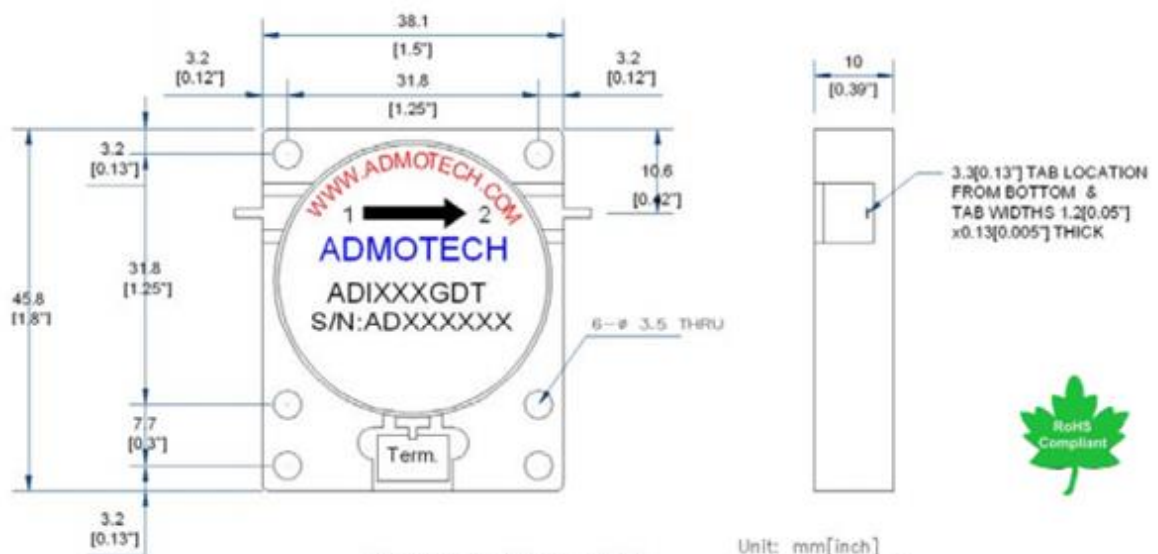 38.1
[1.5"]
3.2
[0.12"]
31.8
[1.25"]
3.2
[0.12"]
10
[0.39"]
3.2
[0.13"]
10.6
[0.42"]
3.3[0.13"] TAB LOCATION
FROM BOTTOM &
TAB WIDTHS 1.2[0.05"]
x0.13[0.005"] THICK
WWW.ADMOTECH.COM
1 2
ADMOTECH
ADIXXXGDT
S/N:ADXXXXXX
31.8
[1.25"]
45.8
[1.8"]
6-ø 3.5 THRU
7.7
[0.3"]
Term.
RoHS
Compliant
3.2
[0.13"]
Unit: mm[inch]